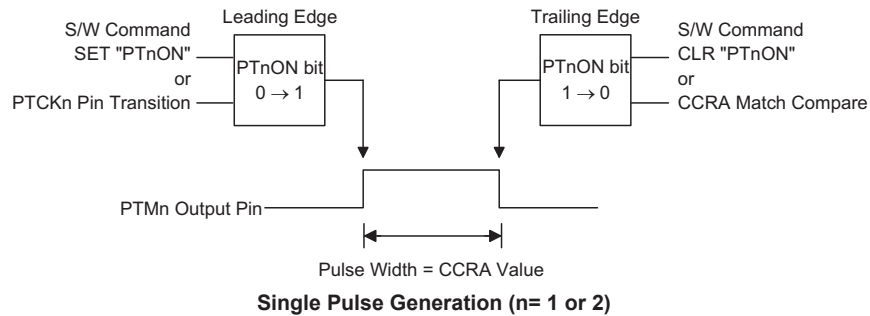 Leading Edge
S/W Command
SET "PTnON"
or
PTCKn Pin Transition
PTnON bit
0 → 1
Trailing Edge
PTnON bit
1 → 0
S/W Command
CLR "PTnON"
or
CCRA Match Compare
PTMn Output Pin
Pulse Width = CCRA Value
Single Pulse Generation (n= 1 or 2)